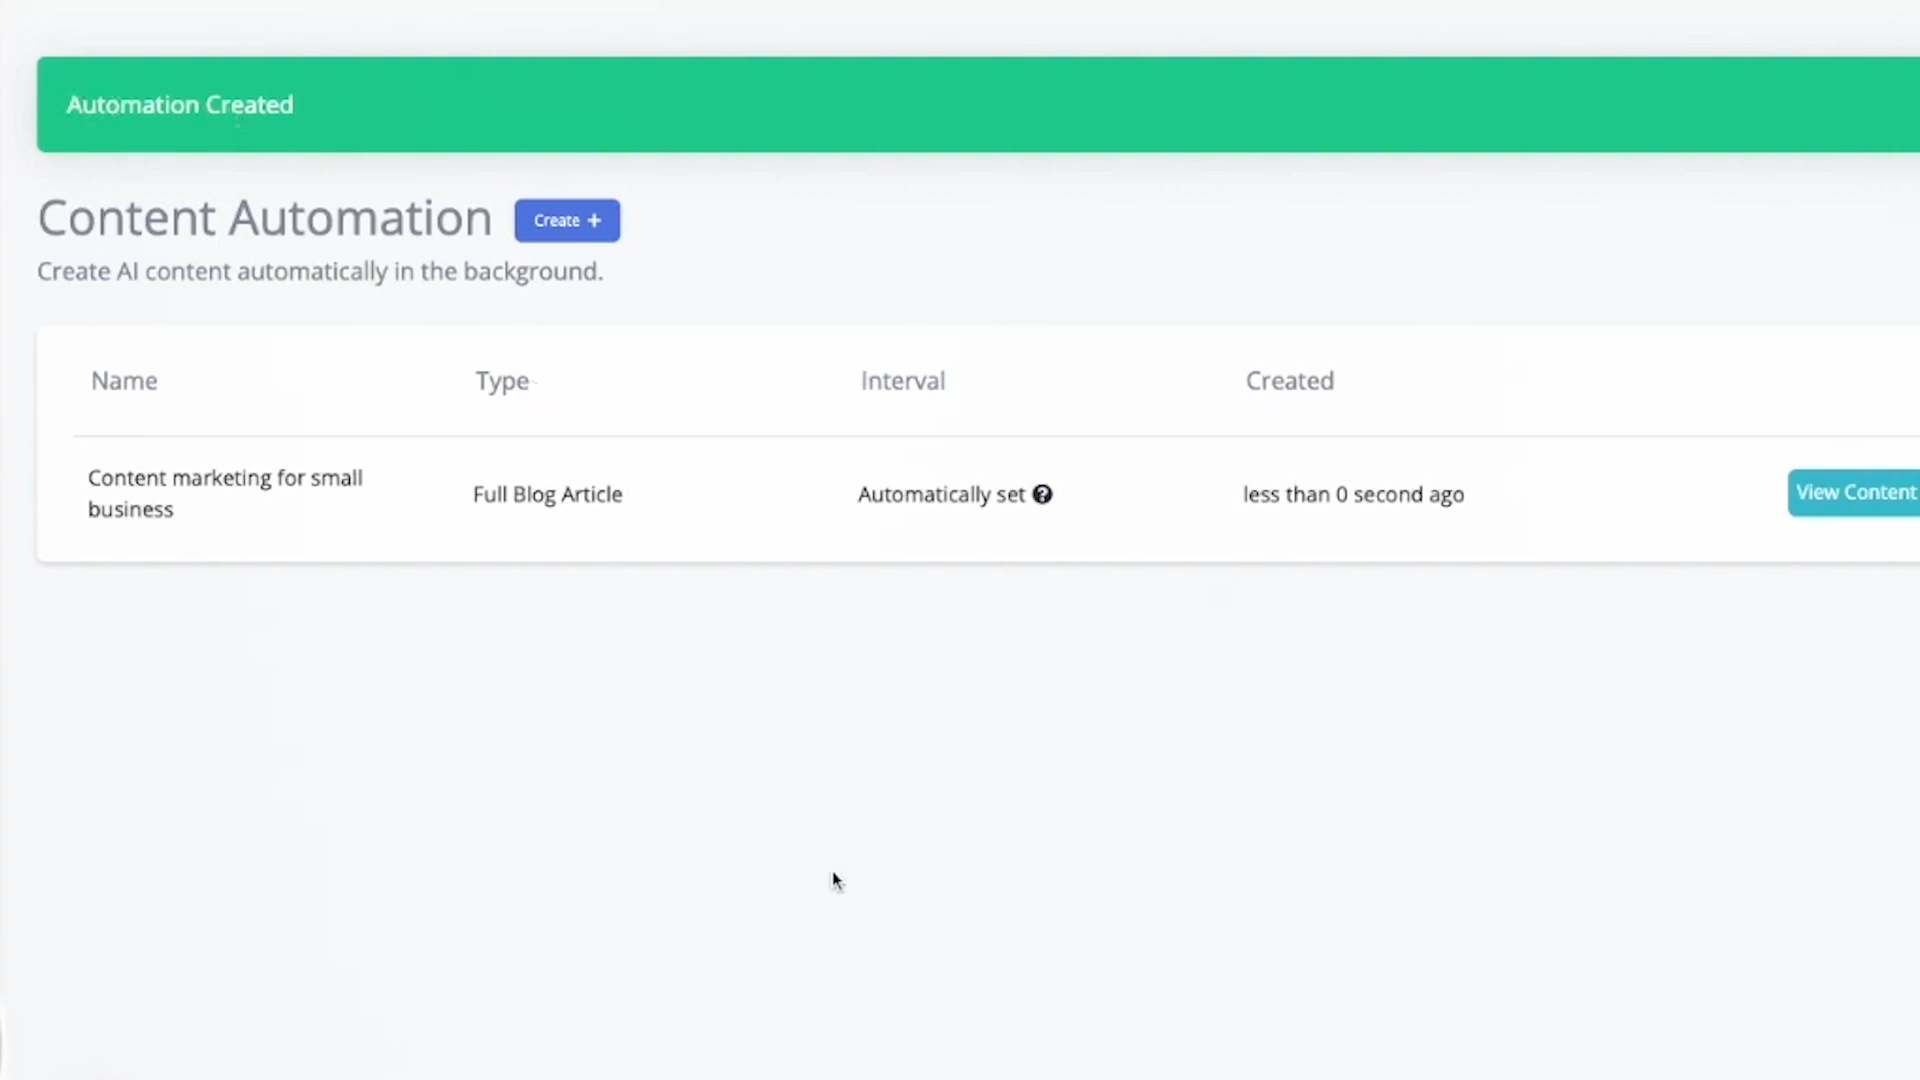 Automation Created
Content Automation
Create +
Create AI content automatically in the background.
Name Type Interval Created
Content marketing for small
business
Full Blog Article
Automatically set
less than 0 second ago
View Content